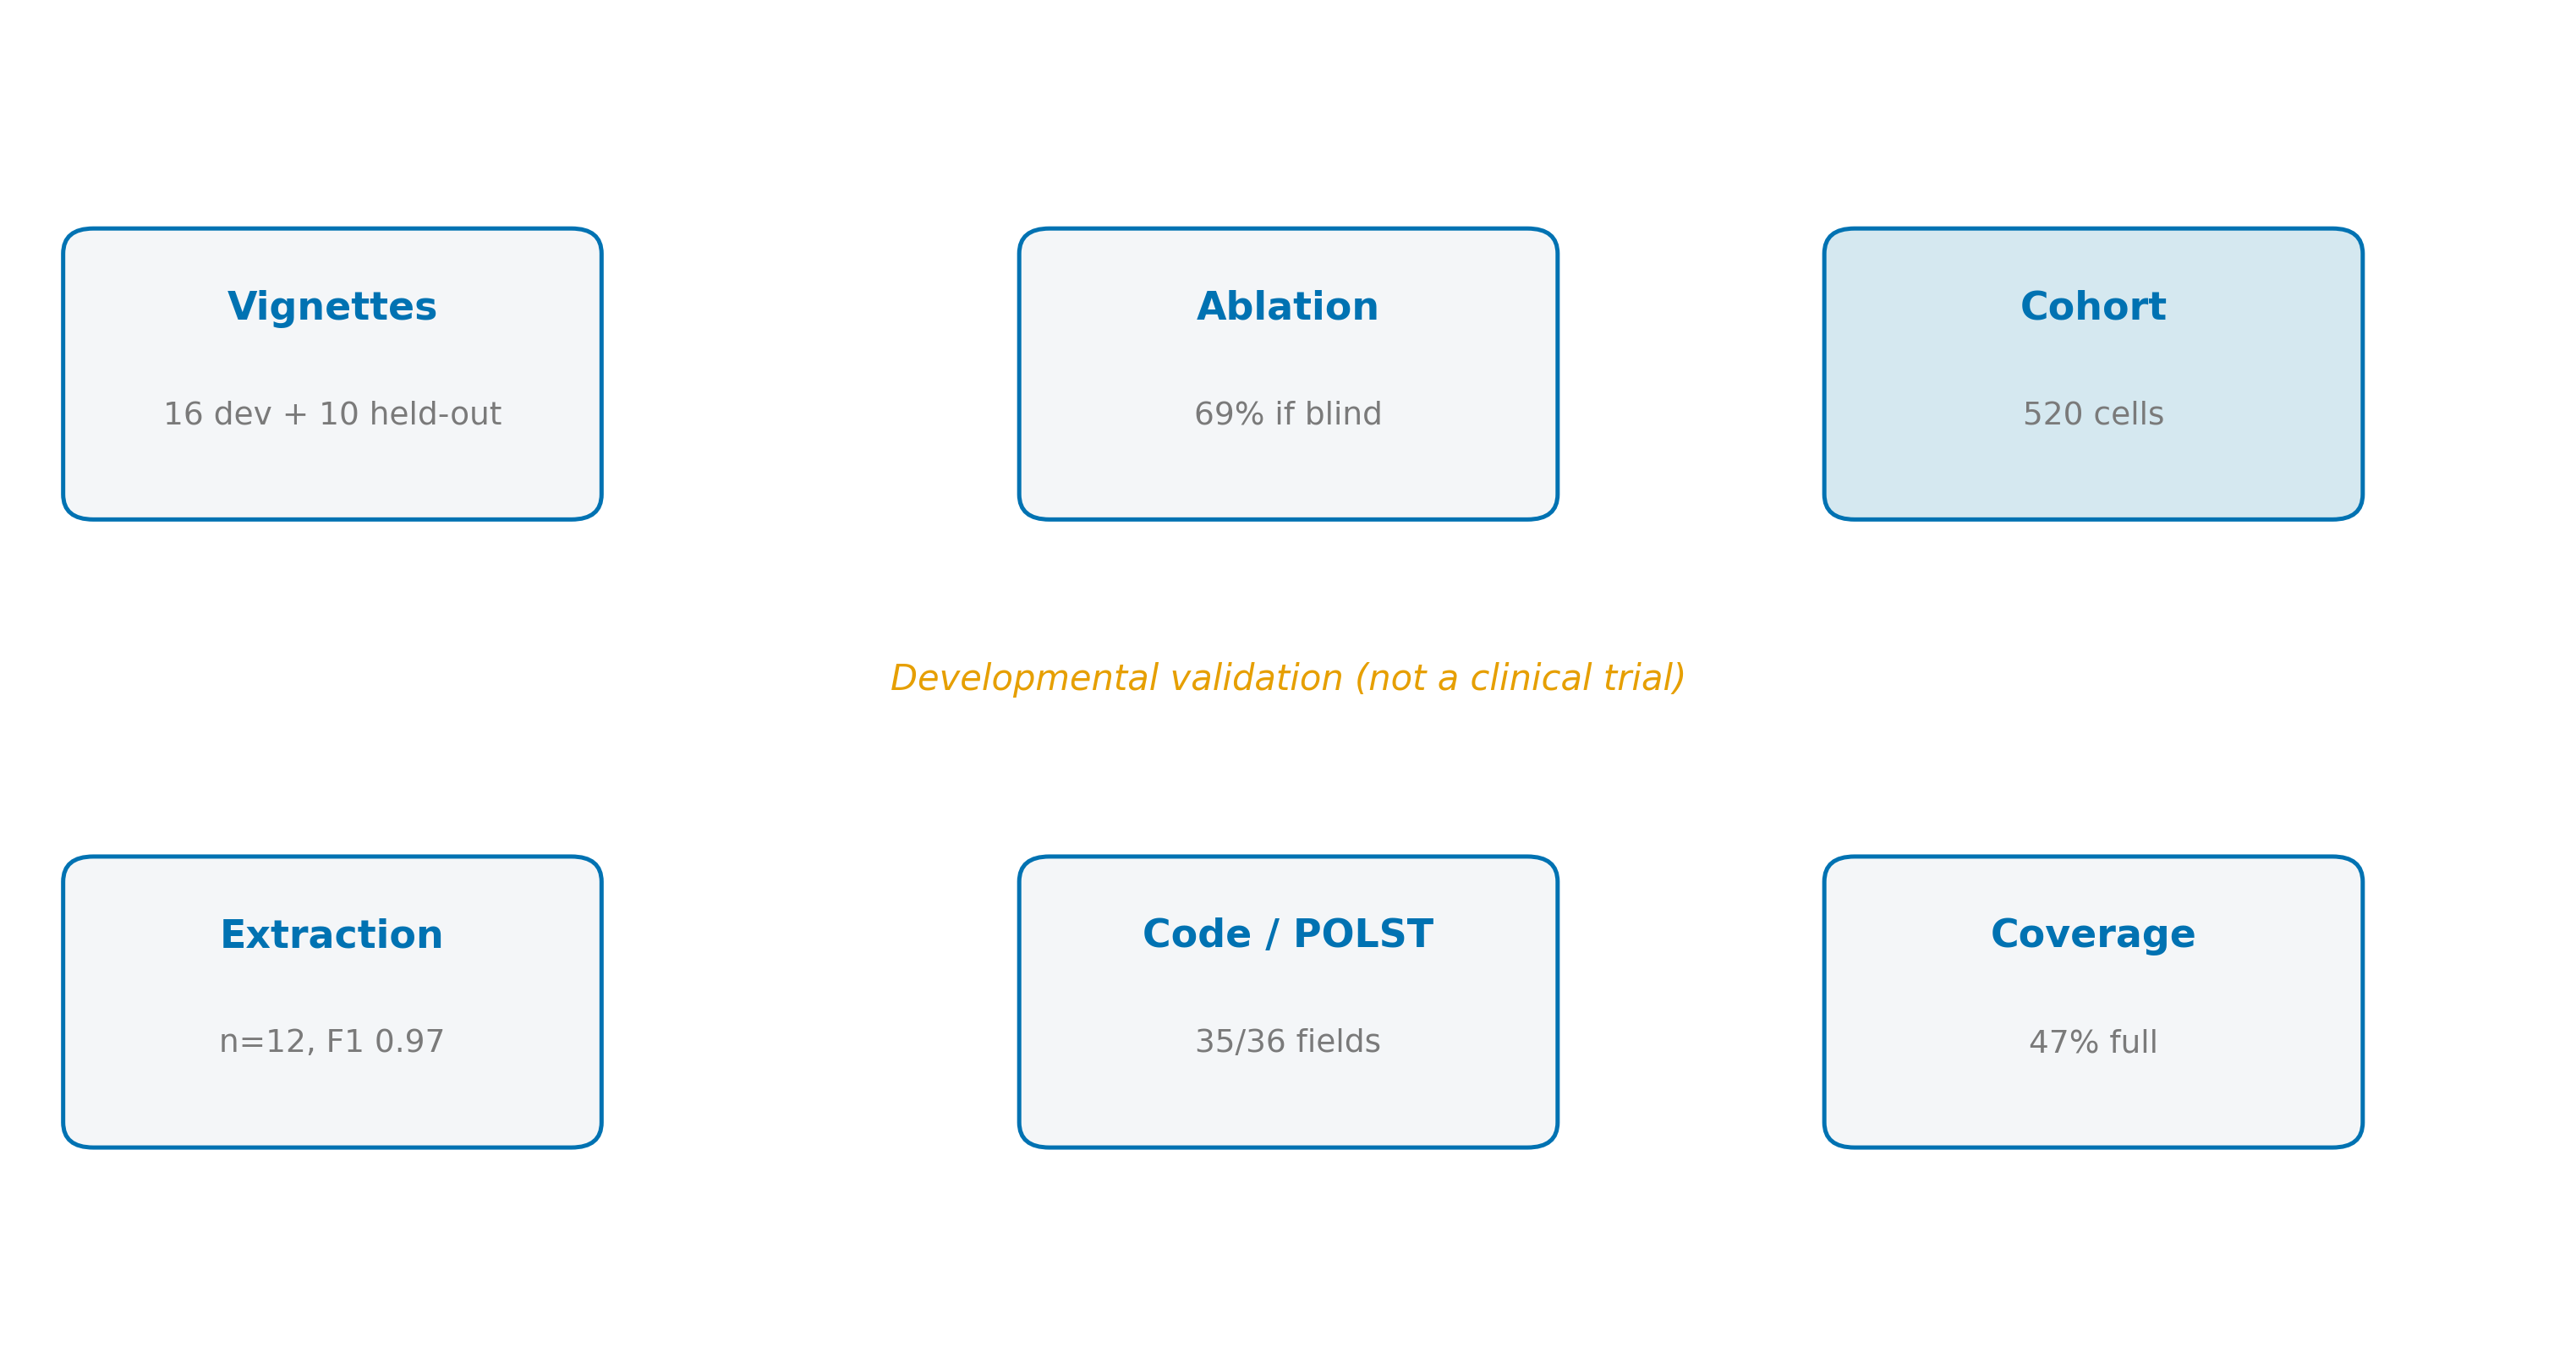 Vignettes
16 dev + 10 held-out
Ablation
69% if blind
Cohort
520 cells
Developmental validation (not a clinical trial)
Extraction
n=12, F1 0.97
Code / POLST
35/36 fields
Coverage
47% full